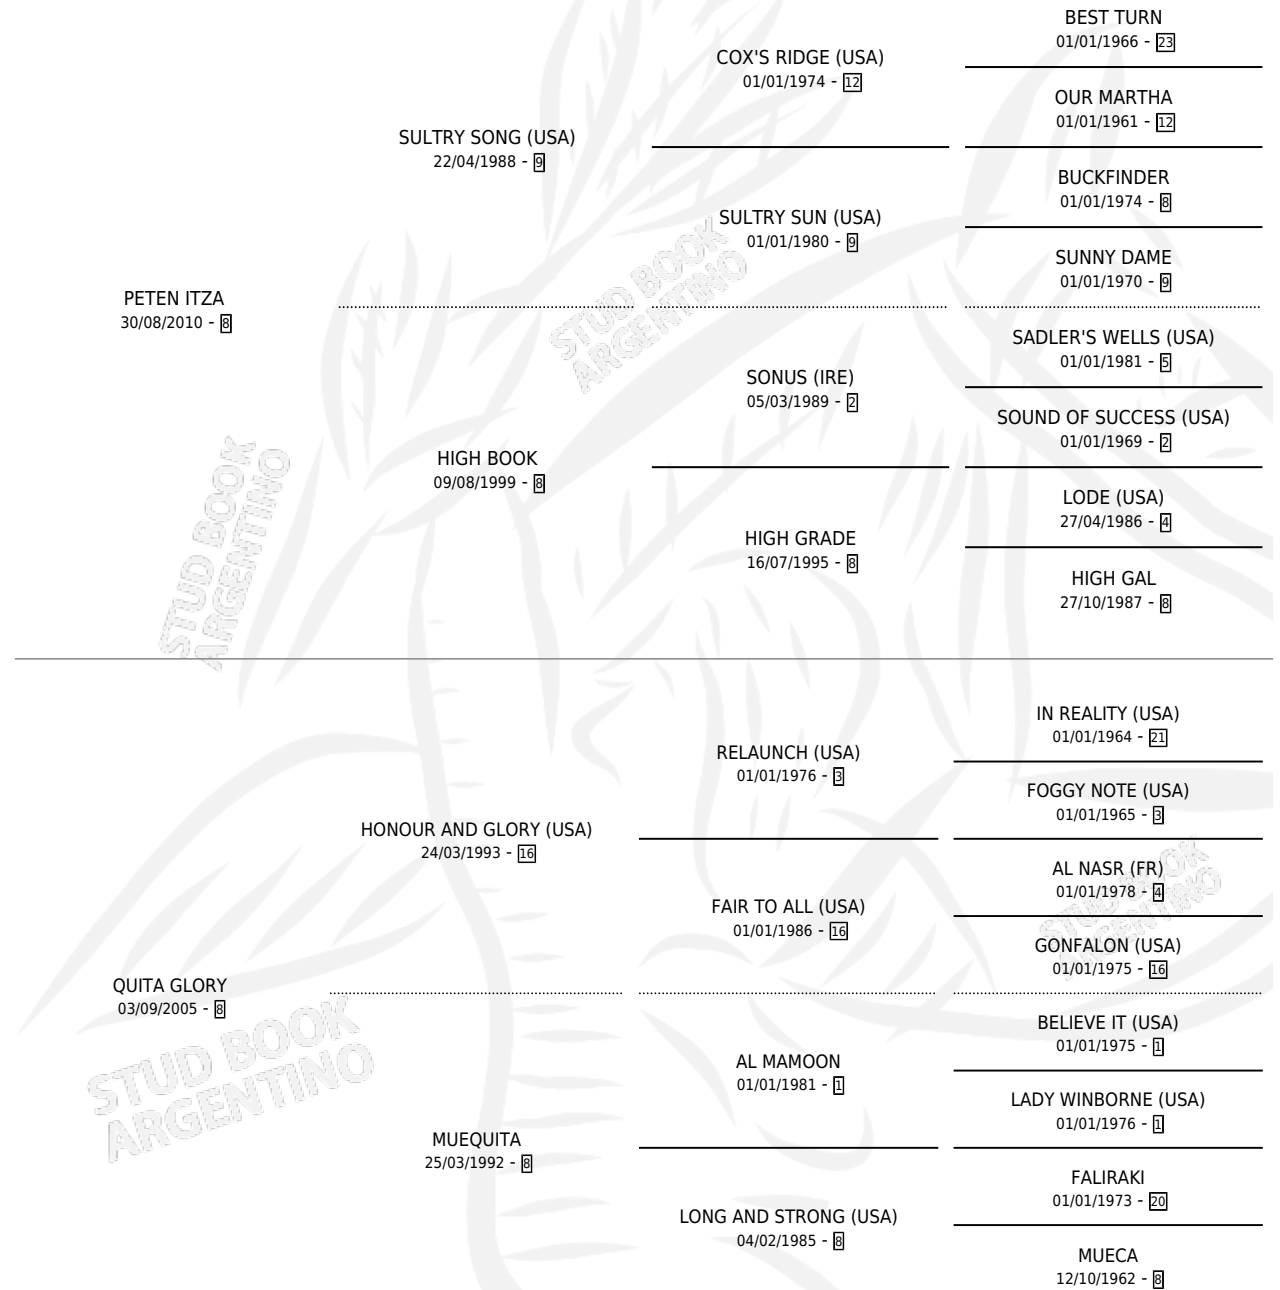 BEST TURN
01/01/1966 - 23
COX'S RIDGE (USA)
01/01/1974 - 12
OUR MARTHA
01/01/1961 - 12
SULTRY SONG (USA)
22/04/1988 - 9
BUCKFINDER
01/01/1974 - 8
SULTRY SUN (USA)
01/01/1980 - 9
SUNNY DAME
01/01/1970 - 9
PETEN ITZA
30/08/2010 - 8
SADLER'S WELLS (USA)
01/01/1981 - 5
SONUS (IRE)
05/03/1989 - 2
SOUND OF SUCCESS (USA)
01/01/1969 - 2
HIGH BOOK
09/08/1999 - 8
LODE (USA)
27/04/1986 - 4
HIGH GRADE
16/07/1995 - 8
HIGH GAL
27/10/1987 - 8
STUD BOOK
ARGENTINO
STUD BOOK
ARGENTINO
IN REALITY (USA)
01/01/1964 - 21
RELAUNCH (USA)
01/01/1976 - 3
FOGGY NOTE (USA)
01/01/1965 - 3
HONOUR AND GLORY (USA)
24/03/1993 - 16
AL NASR (FR)
01/01/1978 - 4
FAIR TO ALL (USA)
01/01/1986 - 16
GONFALON (USA)
01/01/1975 - 16
QUITA GLORY
03/09/2005 - 8
BELIEVE IT (USA)
01/01/1975 - 1
AL MAMOON
01/01/1981 - 1
LADY WINBORNE (USA)
01/01/1976 - 1
MUEQUITA
25/03/1992 - 8
FALIRAKI
01/01/1973 - 20
LONG AND STRONG (USA)
04/02/1985 - 8
MUECA
12/10/1962 - 8
STUD BOOK
ARGENTINO
STUD BOOK
ARGENTINO